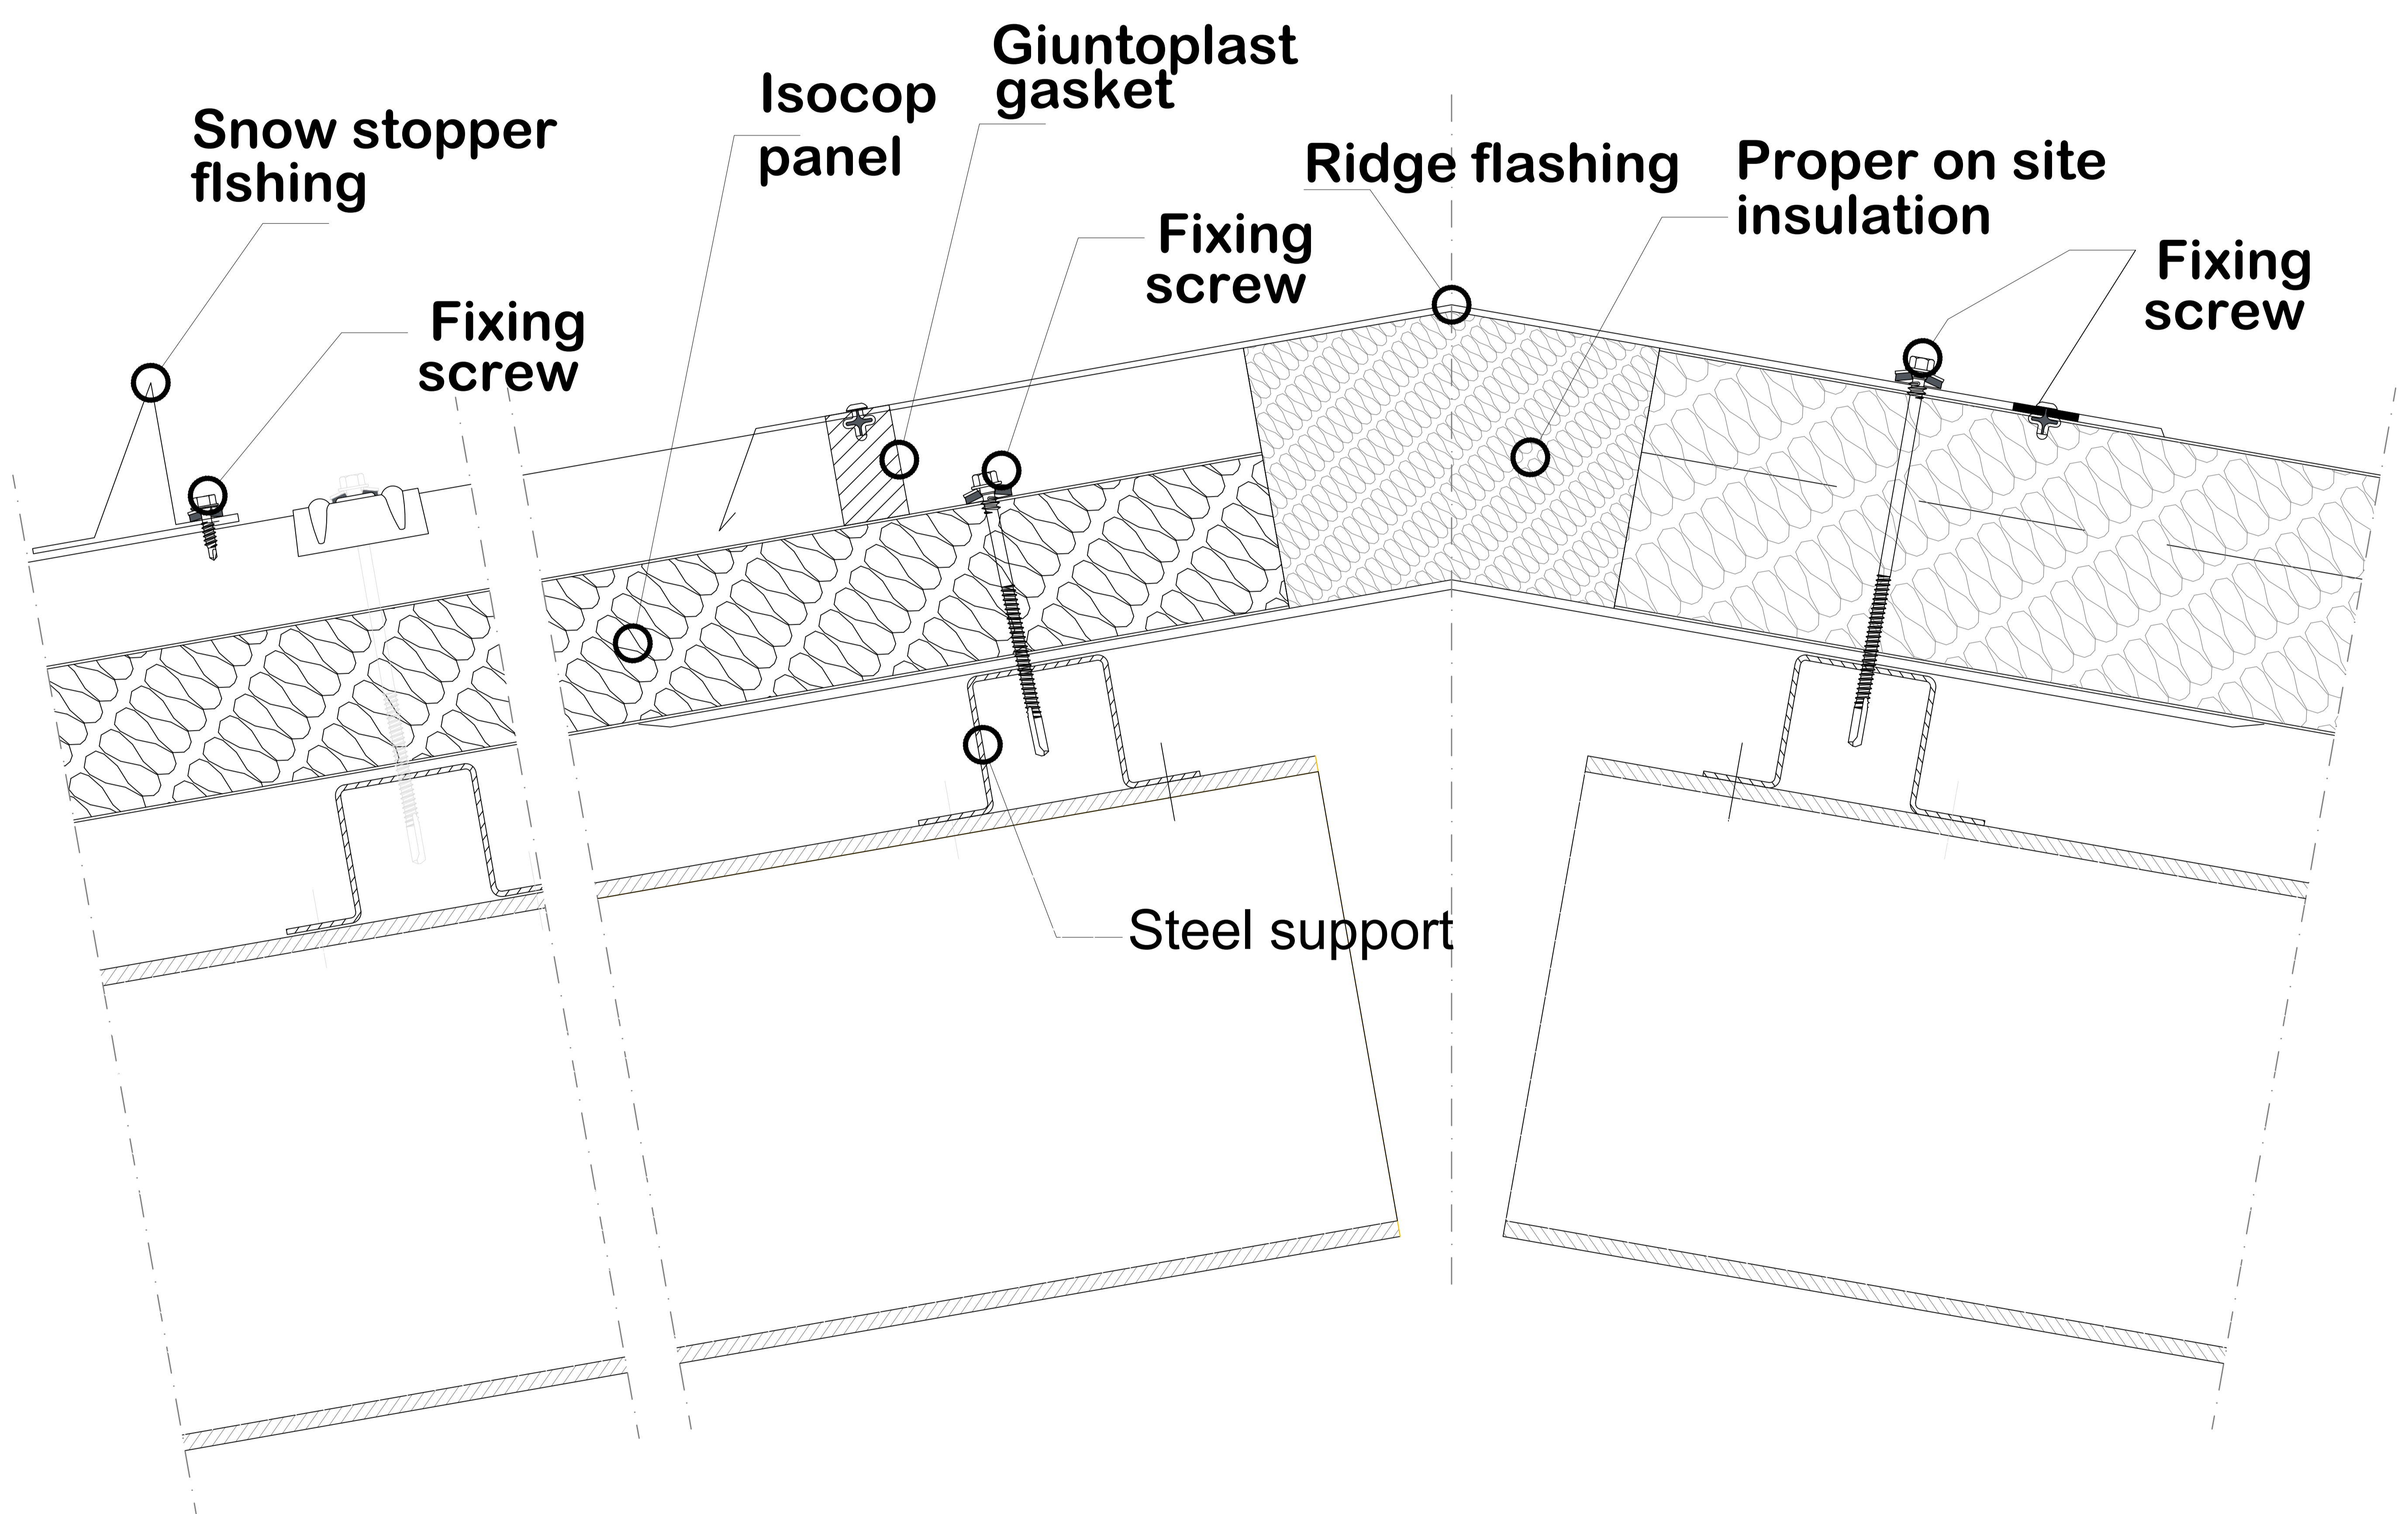 Giuntoplast
gasket
Isocop
panel
Snow stopper
flshing
Ridge flashing
Proper on site
insulation
Fixing
screw
Fixing
screw
Fixing
screw
Steel support